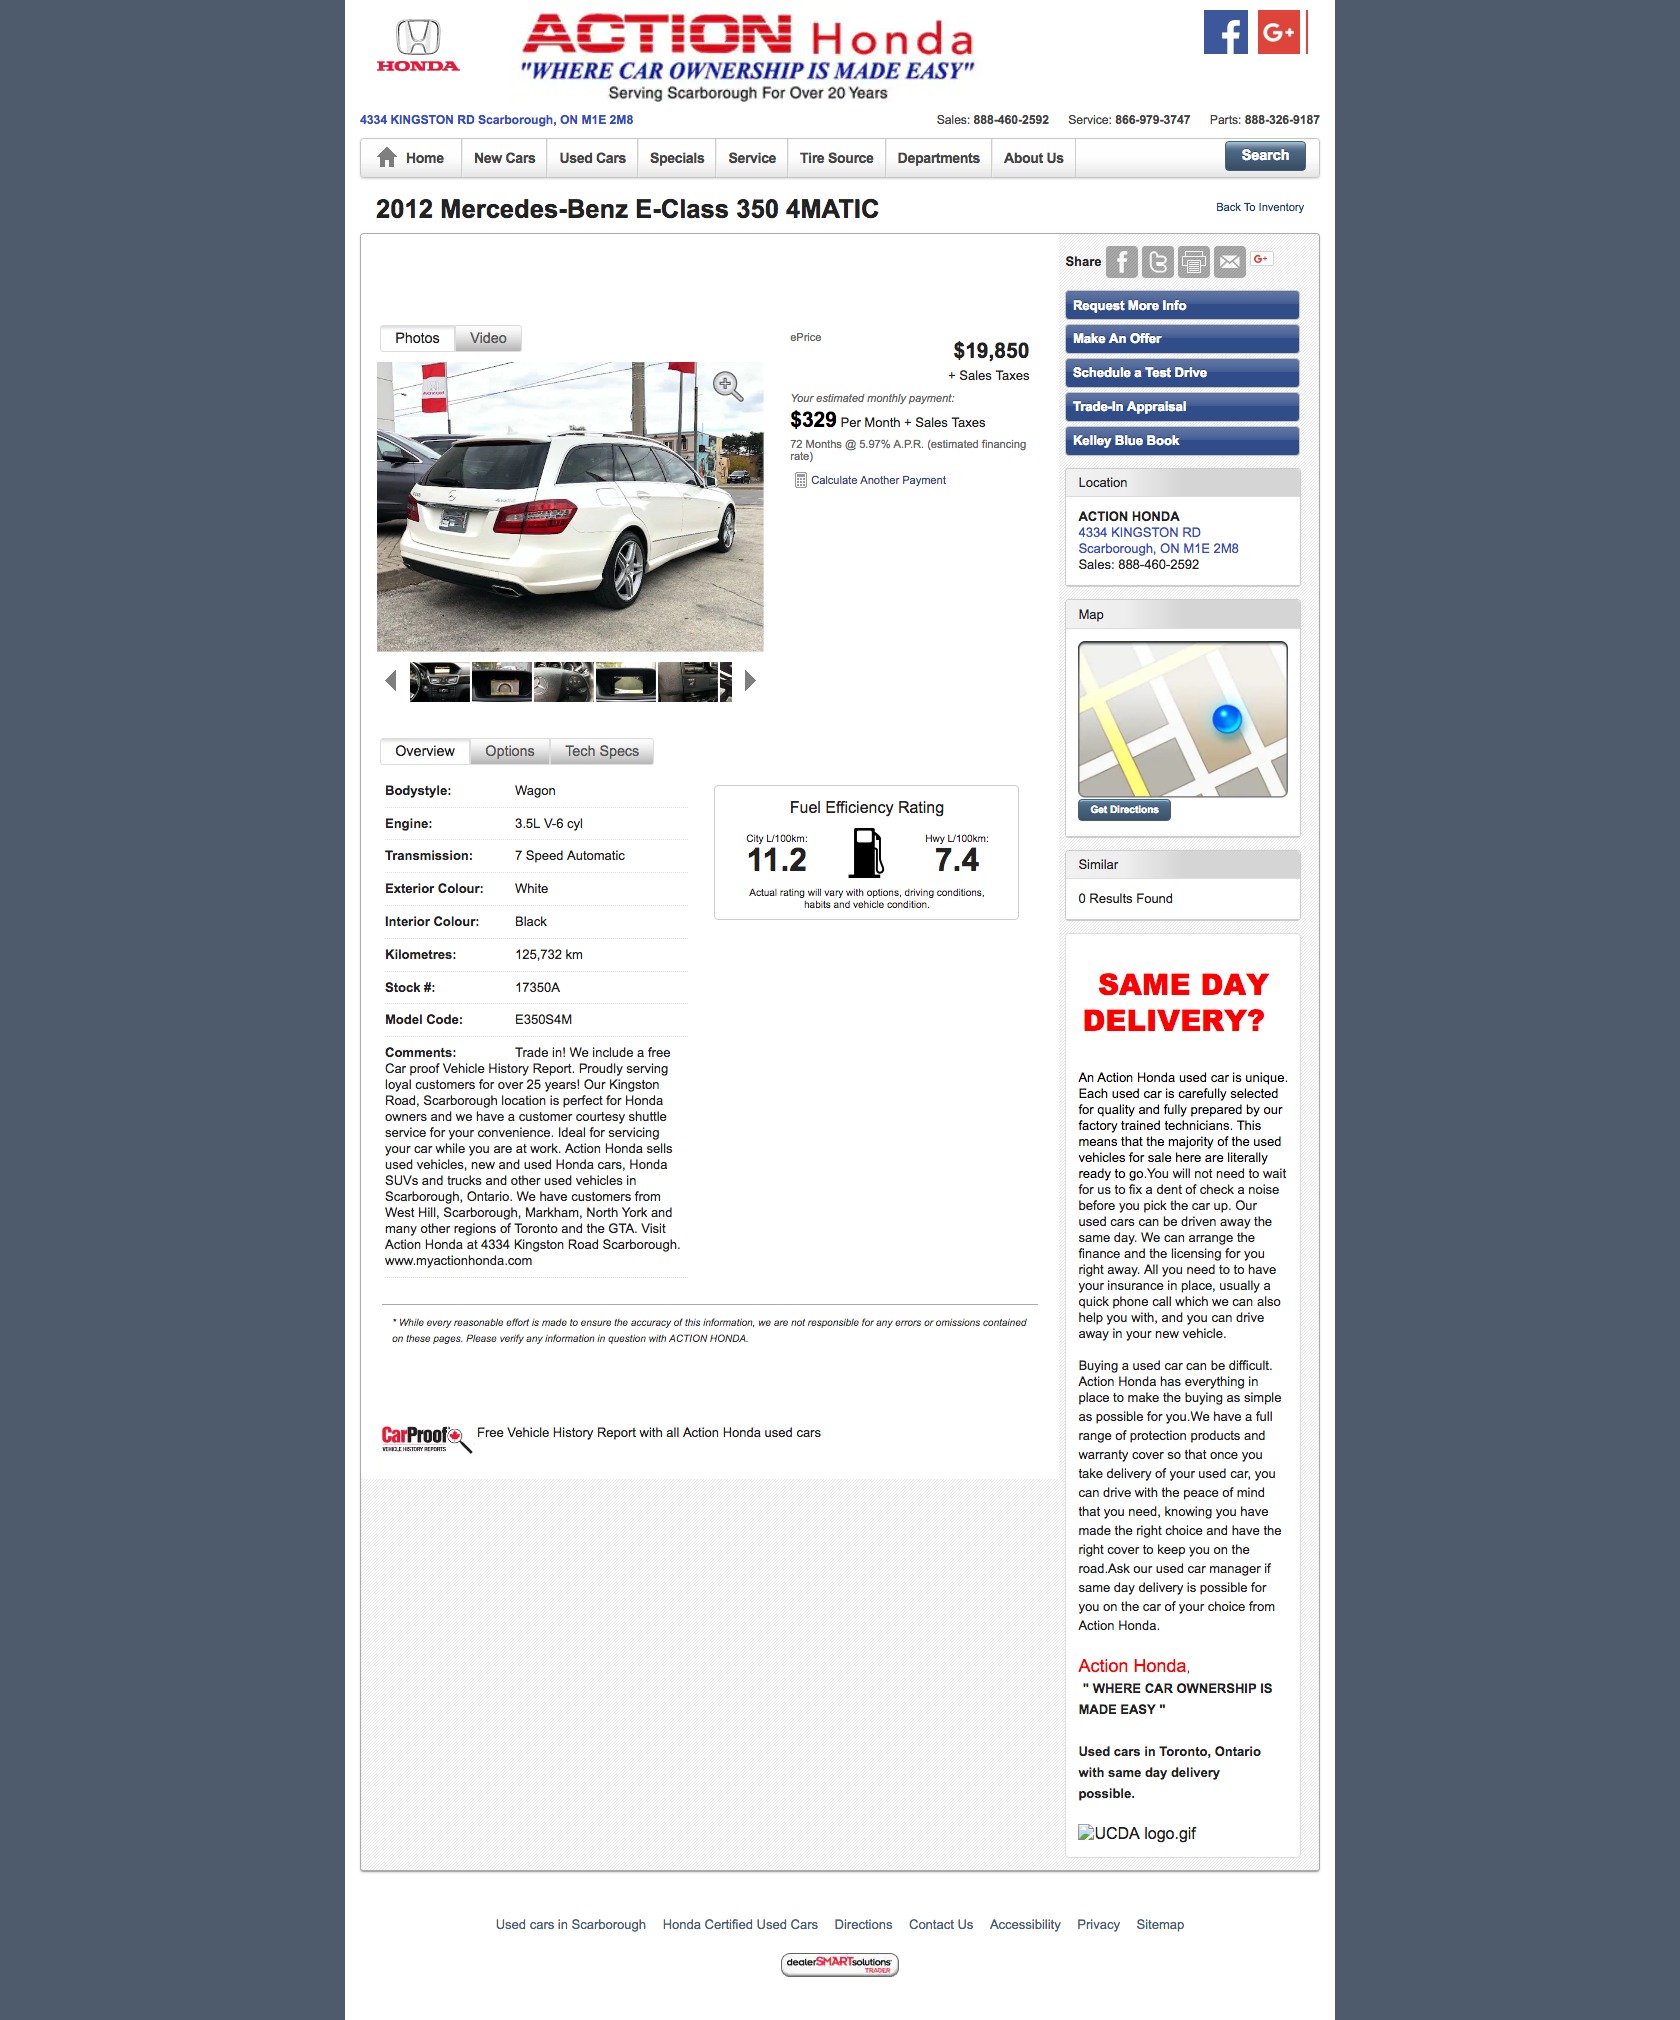 HONDA
ACTION Honda
"WHERE CAR OWNERSHIP IS MADE EASY"
Serving Scarborough For Over 20 Years
4334 KINGSTON RD Scarborough, ON M1E 2M8
Sales: 888-460-2592 Service: 866-979-3747 Parts: 888-326-9187
Home New Cars Used Cars Specials Service Tire Source Departments About Us Search
2012 Mercedes-Benz E-Class 350 4MATIC
Back To Inventory
Share
G+
Request More Info
Make An Offer
Schedule a Test Drive
Trade-In Appraisal
Kelley Blue Book
Photos Video
ePrice
$19,850
+ Sales Taxes
Your estimated monthly payment:
$329 Per Month + Sales Taxes
72 Months @ 5.97% A.P.R. (estimated financing
rate)
Calculate Another Payment
Location
ACTION HONDA
4334 KINGSTON RD
Scarborough, ON M1E 2M8
Sales: 888-460-2592
Map
Get Directions
Similar
0 Results Found
Overview Options Tech Specs
Bodystyle: Wagon
Engine: 3.5L V-6 cyl
Transmission: 7 Speed Automatic
Exterior Colour: White
Interior Colour: Black
Kilometres: 125,732 km
Stock #: 17350A
Model Code: E350S4M
Comments: Trade in! We include a free
Car proof Vehicle History Report. Proudly serving
loyal customers for over 25 years! Our Kingston
Road, Scarborough location is perfect for Honda
owners and we have a customer courtesy shuttle
service for your convenience. Ideal for servicing
your car while you are at work. Action Honda sells
used vehicles, new and used Honda cars, Honda
SUVs and trucks and other used vehicles in
Scarborough, Ontario. We have customers from
West Hill, Scarborough, Markham, North York and
many other regions of Toronto and the GTA. Visit
Action Honda at 4334 Kingston Road Scarborough.
www.myactionhonda.com
Fuel Efficiency Rating
City L/100km: Hwy L/100km:
11.2 7.4
Actual rating will vary with options, driving conditions,
habits and vehicle condition.
* While every reasonable effort is made to ensure the accuracy of this information, we are not responsible for any errors or omissions contained
on these pages. Please verify any information in question with ACTION HONDA.
CarProof
VEHICLE HISTORY REPORTS
Free Vehicle History Report with all Action Honda used cars
SAME DAY
DELIVERY?
An Action Honda used car is unique.
Each used car is carefully selected
for quality and fully prepared by our
factory trained technicians. This
means that the majority of the used
vehicles for sale here are literally
ready to go.You will not need to wait
for us to fix a dent of check a noise
before you pick the car up. Our
used cars can be driven away the
same day. We can arrange the
finance and the licensing for you
right away. All you need to to have
your insurance in place, usually a
quick phone call which we can also
help you with, and you can drive
away in your new vehicle.
Buying a used car can be difficult.
Action Honda has everything in
place to make the buying as simple
as possible for you.We have a full
range of protection products and
warranty cover so that once you
take delivery of your used car, you
can drive with the peace of mind
that you need, knowing you have
made the right choice and have the
right cover to keep you on the
road.Ask our used car manager if
same day delivery is possible for
you on the car of your choice from
Action Honda.
Action Honda,
" WHERE CAR OWNERSHIP IS
MADE EASY "
Used cars in Toronto, Ontario
with same day delivery
possible.
UCDA logo.gif
Used cars in Scarborough Honda Certified Used Cars Directions Contact Us Accessibility Privacy Sitemap
dealerSMARTsolutions
TRADER